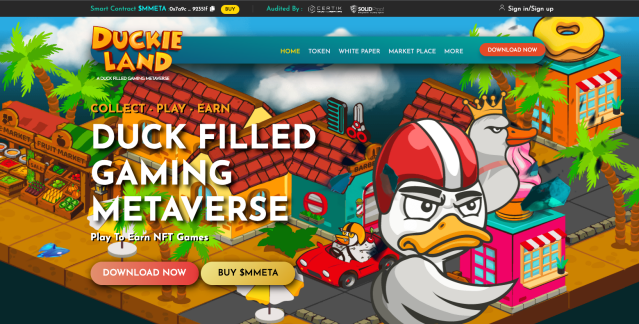 Smart Contract $MMETA :0x7a9c ... 92551F
BUY
Audited By :
CERTIK
SOLIDProof
Sign in/Sign up
DUCKIE
LAND
A DUCK FILLED GAMING METAVERSE
HOME
TOKEN
WHITE PAPER
MARKET PLACE
MORE
DOWNLOAD NOW
COLLECT - PLAY - EARN
DUCK FILLED
GAMING
METAVERSE
Play To Earn NFT Games
DOWNLOAD NOW
BUY $MMETA
FRUIT MARKET